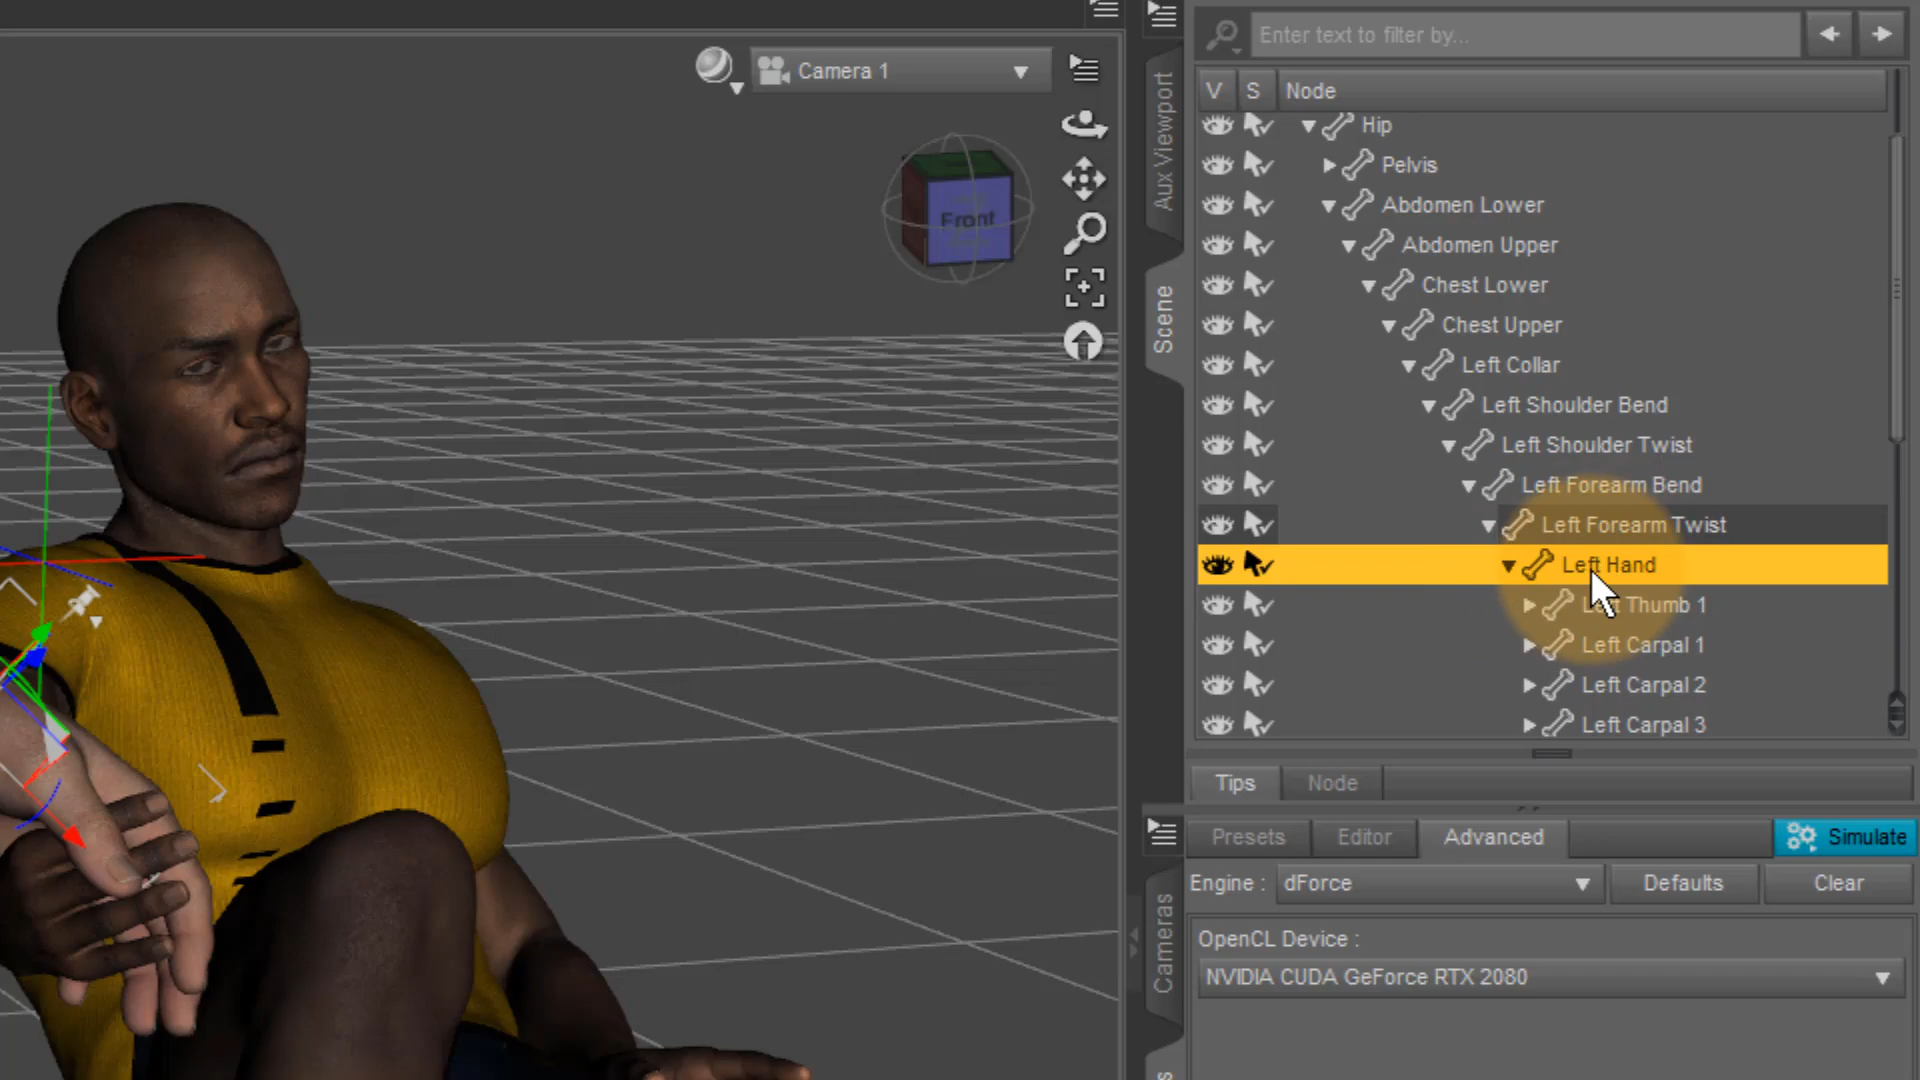 Enter text to filter by...
Camera 1
Aux Viewport
V S Node
Hip
Pelvis
Abdomen Lower
Front
Abdomen Upper
Chest Lower
Scene
Chest Upper
Left Collar
Left Shoulder Bend
Left Shoulder Twist
Left Forearm Bend
Left Forearm Twist
Left Hand
Left Thumb 1
Left Carpal 1
Left Carpal 2
Left Carpal 3
Tips Node
Presets Editor Advanced Simulate
Engine : dForce Defaults Clear
Cameras
OpenCL Device :
NVIDIA CUDA GeForce RTX 2080